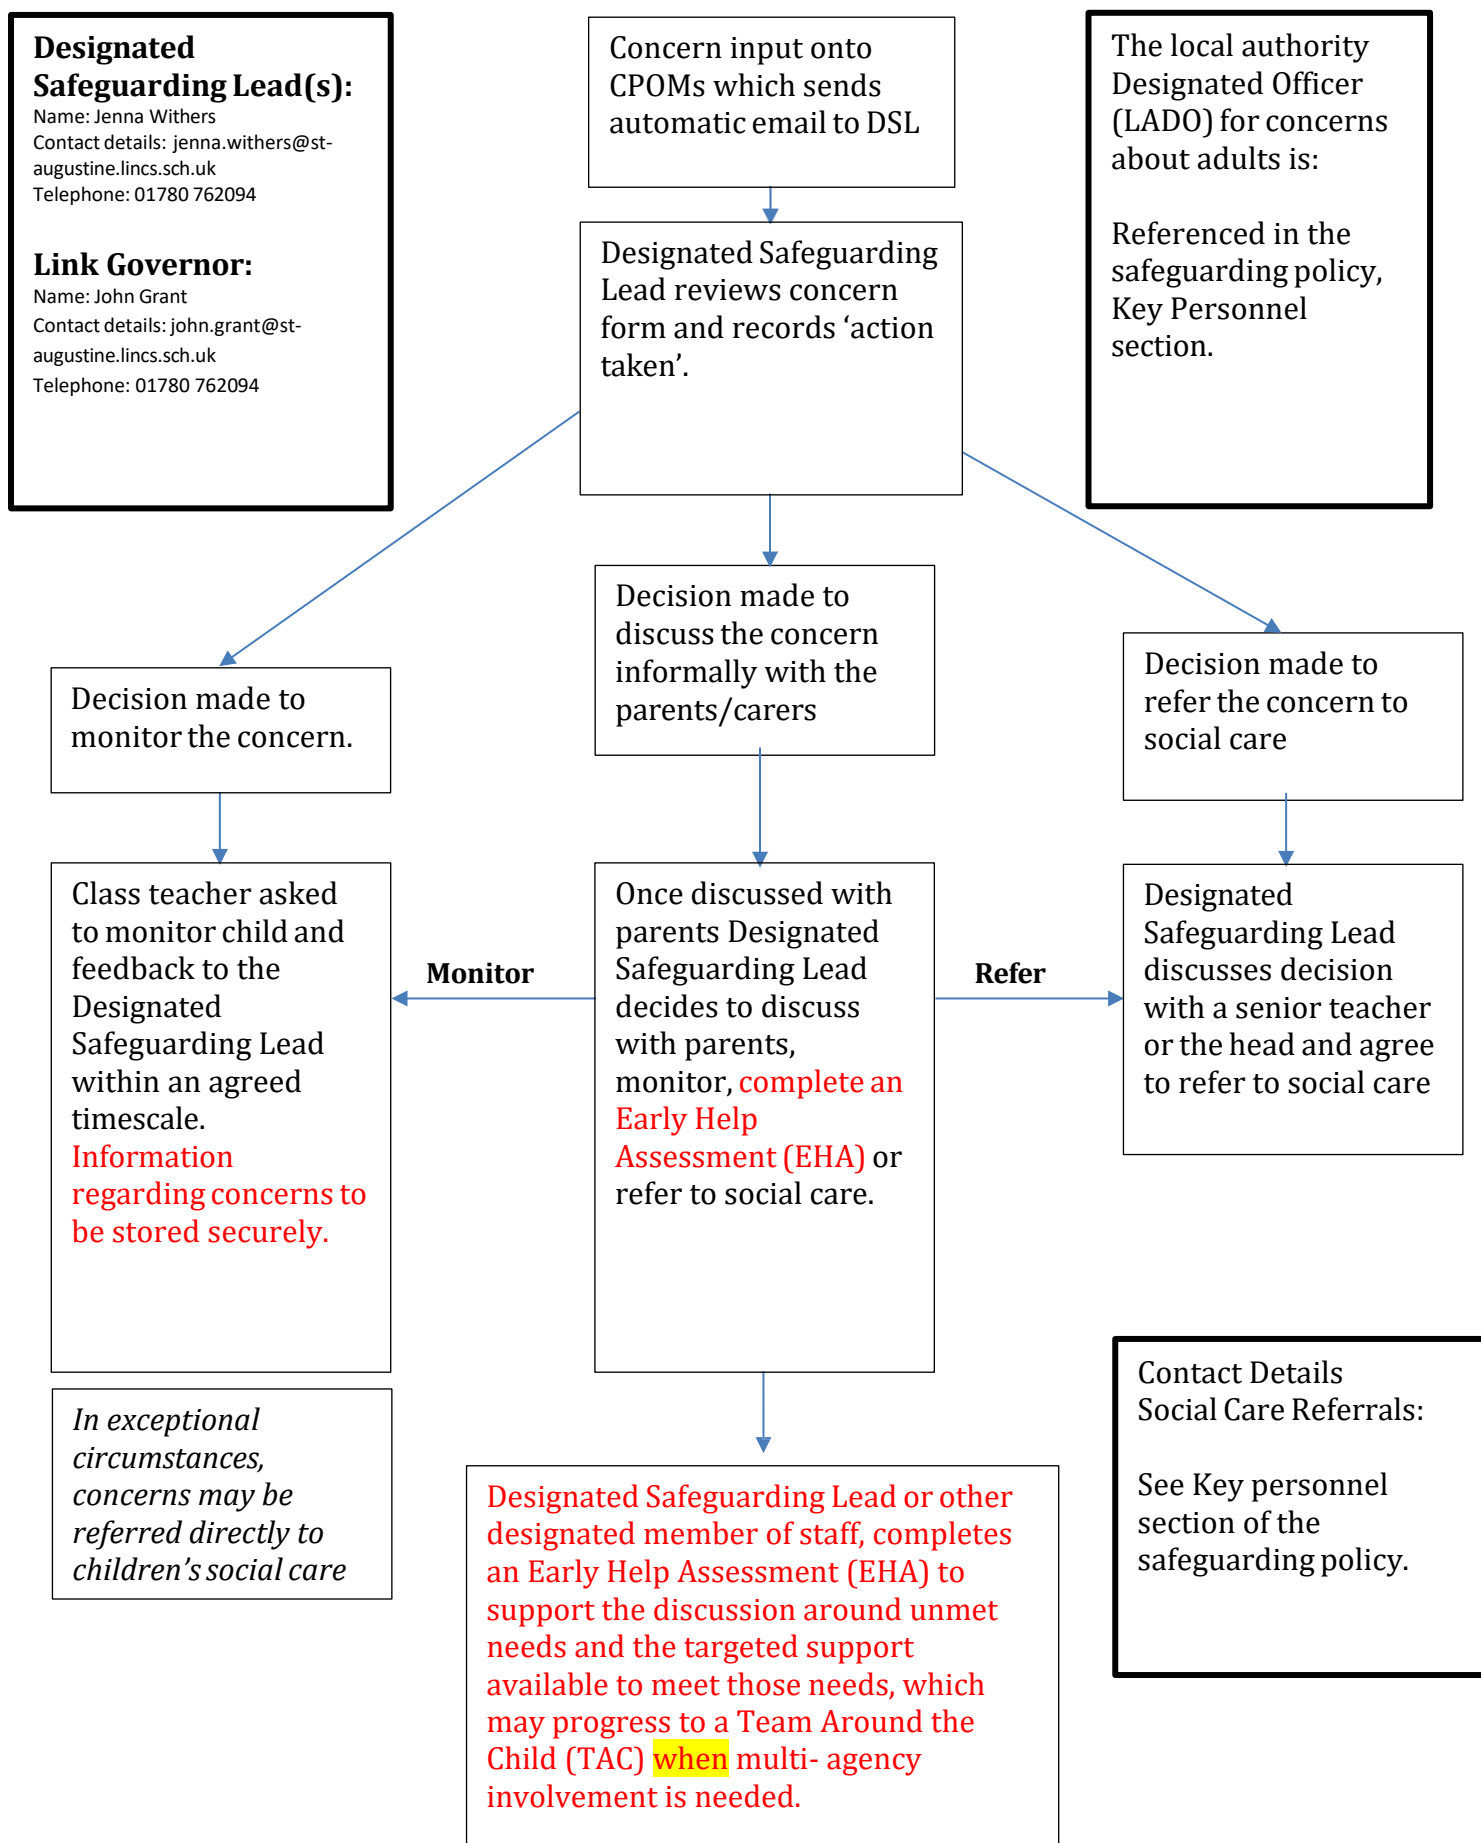 Designated
Safeguarding Lead(s):
Name: Jenna Withers
Contact details: jenna.withers@st-
augustine.lincs.sch.uk
Telephone: 01780 762094
Link Governor:
Name: John Grant
Contact details: john.grant@st-
augustine.lincs.sch.uk
Telephone: 01780 762094
Concern input onto
CPOMs which sends
automatic email to DSL
The local authority
Designated Officer
(LADO) for concerns
about adults is:
Referenced in the
safeguarding policy,
Key Personnel
section.
Designated Safeguarding
Lead reviews concern
form and records ‘action
taken’.
Decision made to
monitor the concern.
Decision made to
discuss the concern
informally with the
parents/carers
Decision made to
refer the concern to
social care
Class teacher asked
to monitor child and
feedback to the
Designated
Safeguarding Lead
within an agreed
timescale.
Information
regarding concerns to
be stored securely.
Monitor
Once discussed with
parents Designated
Safeguarding Lead
decides to discuss
with parents,
monitor, complete an
Early Help
Assessment (EHA) or
refer to social care.
Refer
Designated
Safeguarding Lead
discusses decision
with a senior teacher
or the head and agree
to refer to social care
In exceptional
circumstances,
concerns may be
referred directly to
children’s social care
Designated Safeguarding Lead or other
designated member of staff, completes
an Early Help Assessment (EHA) to
support the discussion around unmet
needs and the targeted support
available to meet those needs, which
may progress to a Team Around the
Child (TAC) when multi- agency
involvement is needed.
Contact Details
Social Care Referrals:
See Key personnel
section of the
safeguarding policy.